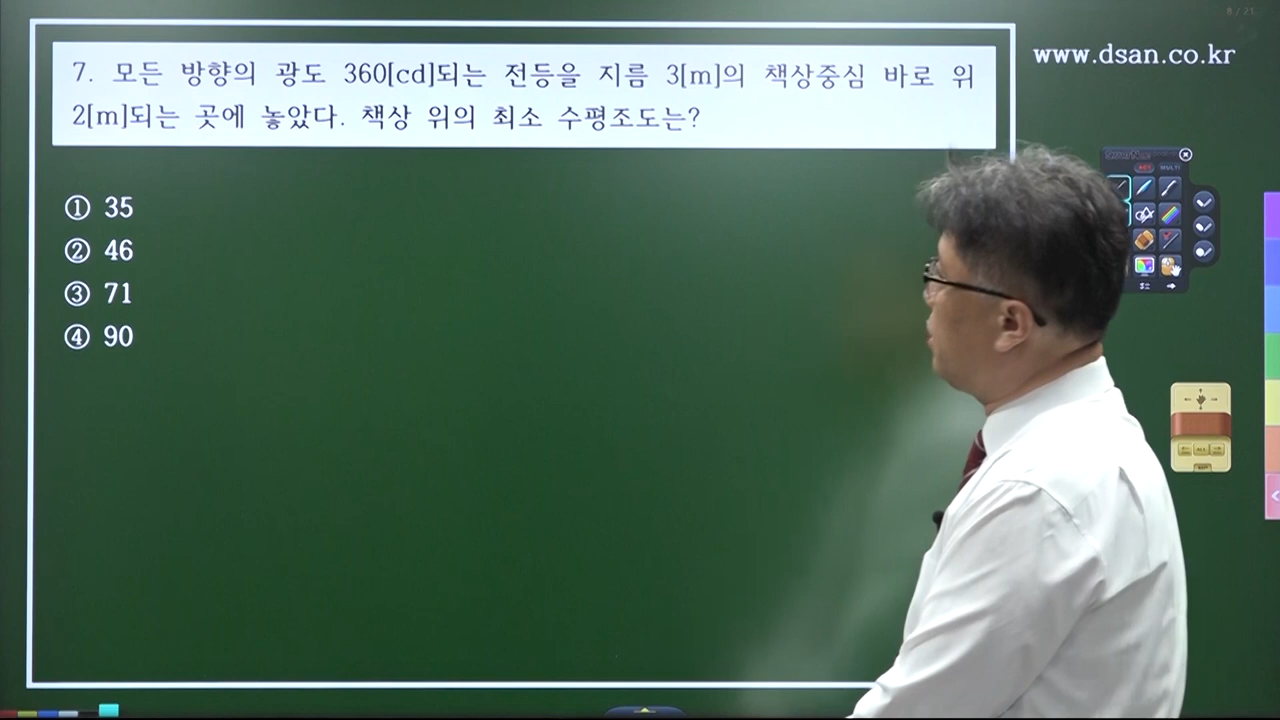 8 / 21
www.dsan.co.kr
7. 모든 방향의 광도 360[cd]되는 전등을 지름 3[m]의 책상중심 바로 위
2[m]되는 곳에 놓았다. 책상 위의 최소 수평조도는?
① 35
② 46
③ 71
④ 90